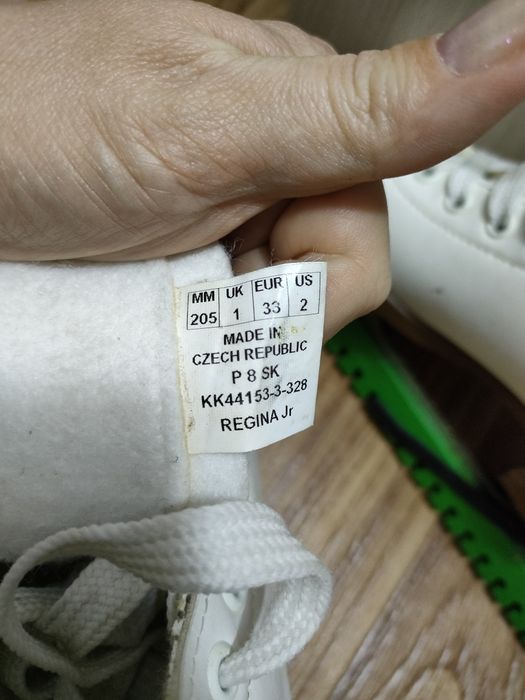 MM UK EUR US
205 1 33 2
MADE IN
CZECH REPUBLIC
P 8 SK
KK44153-3-328
REGINA Jr